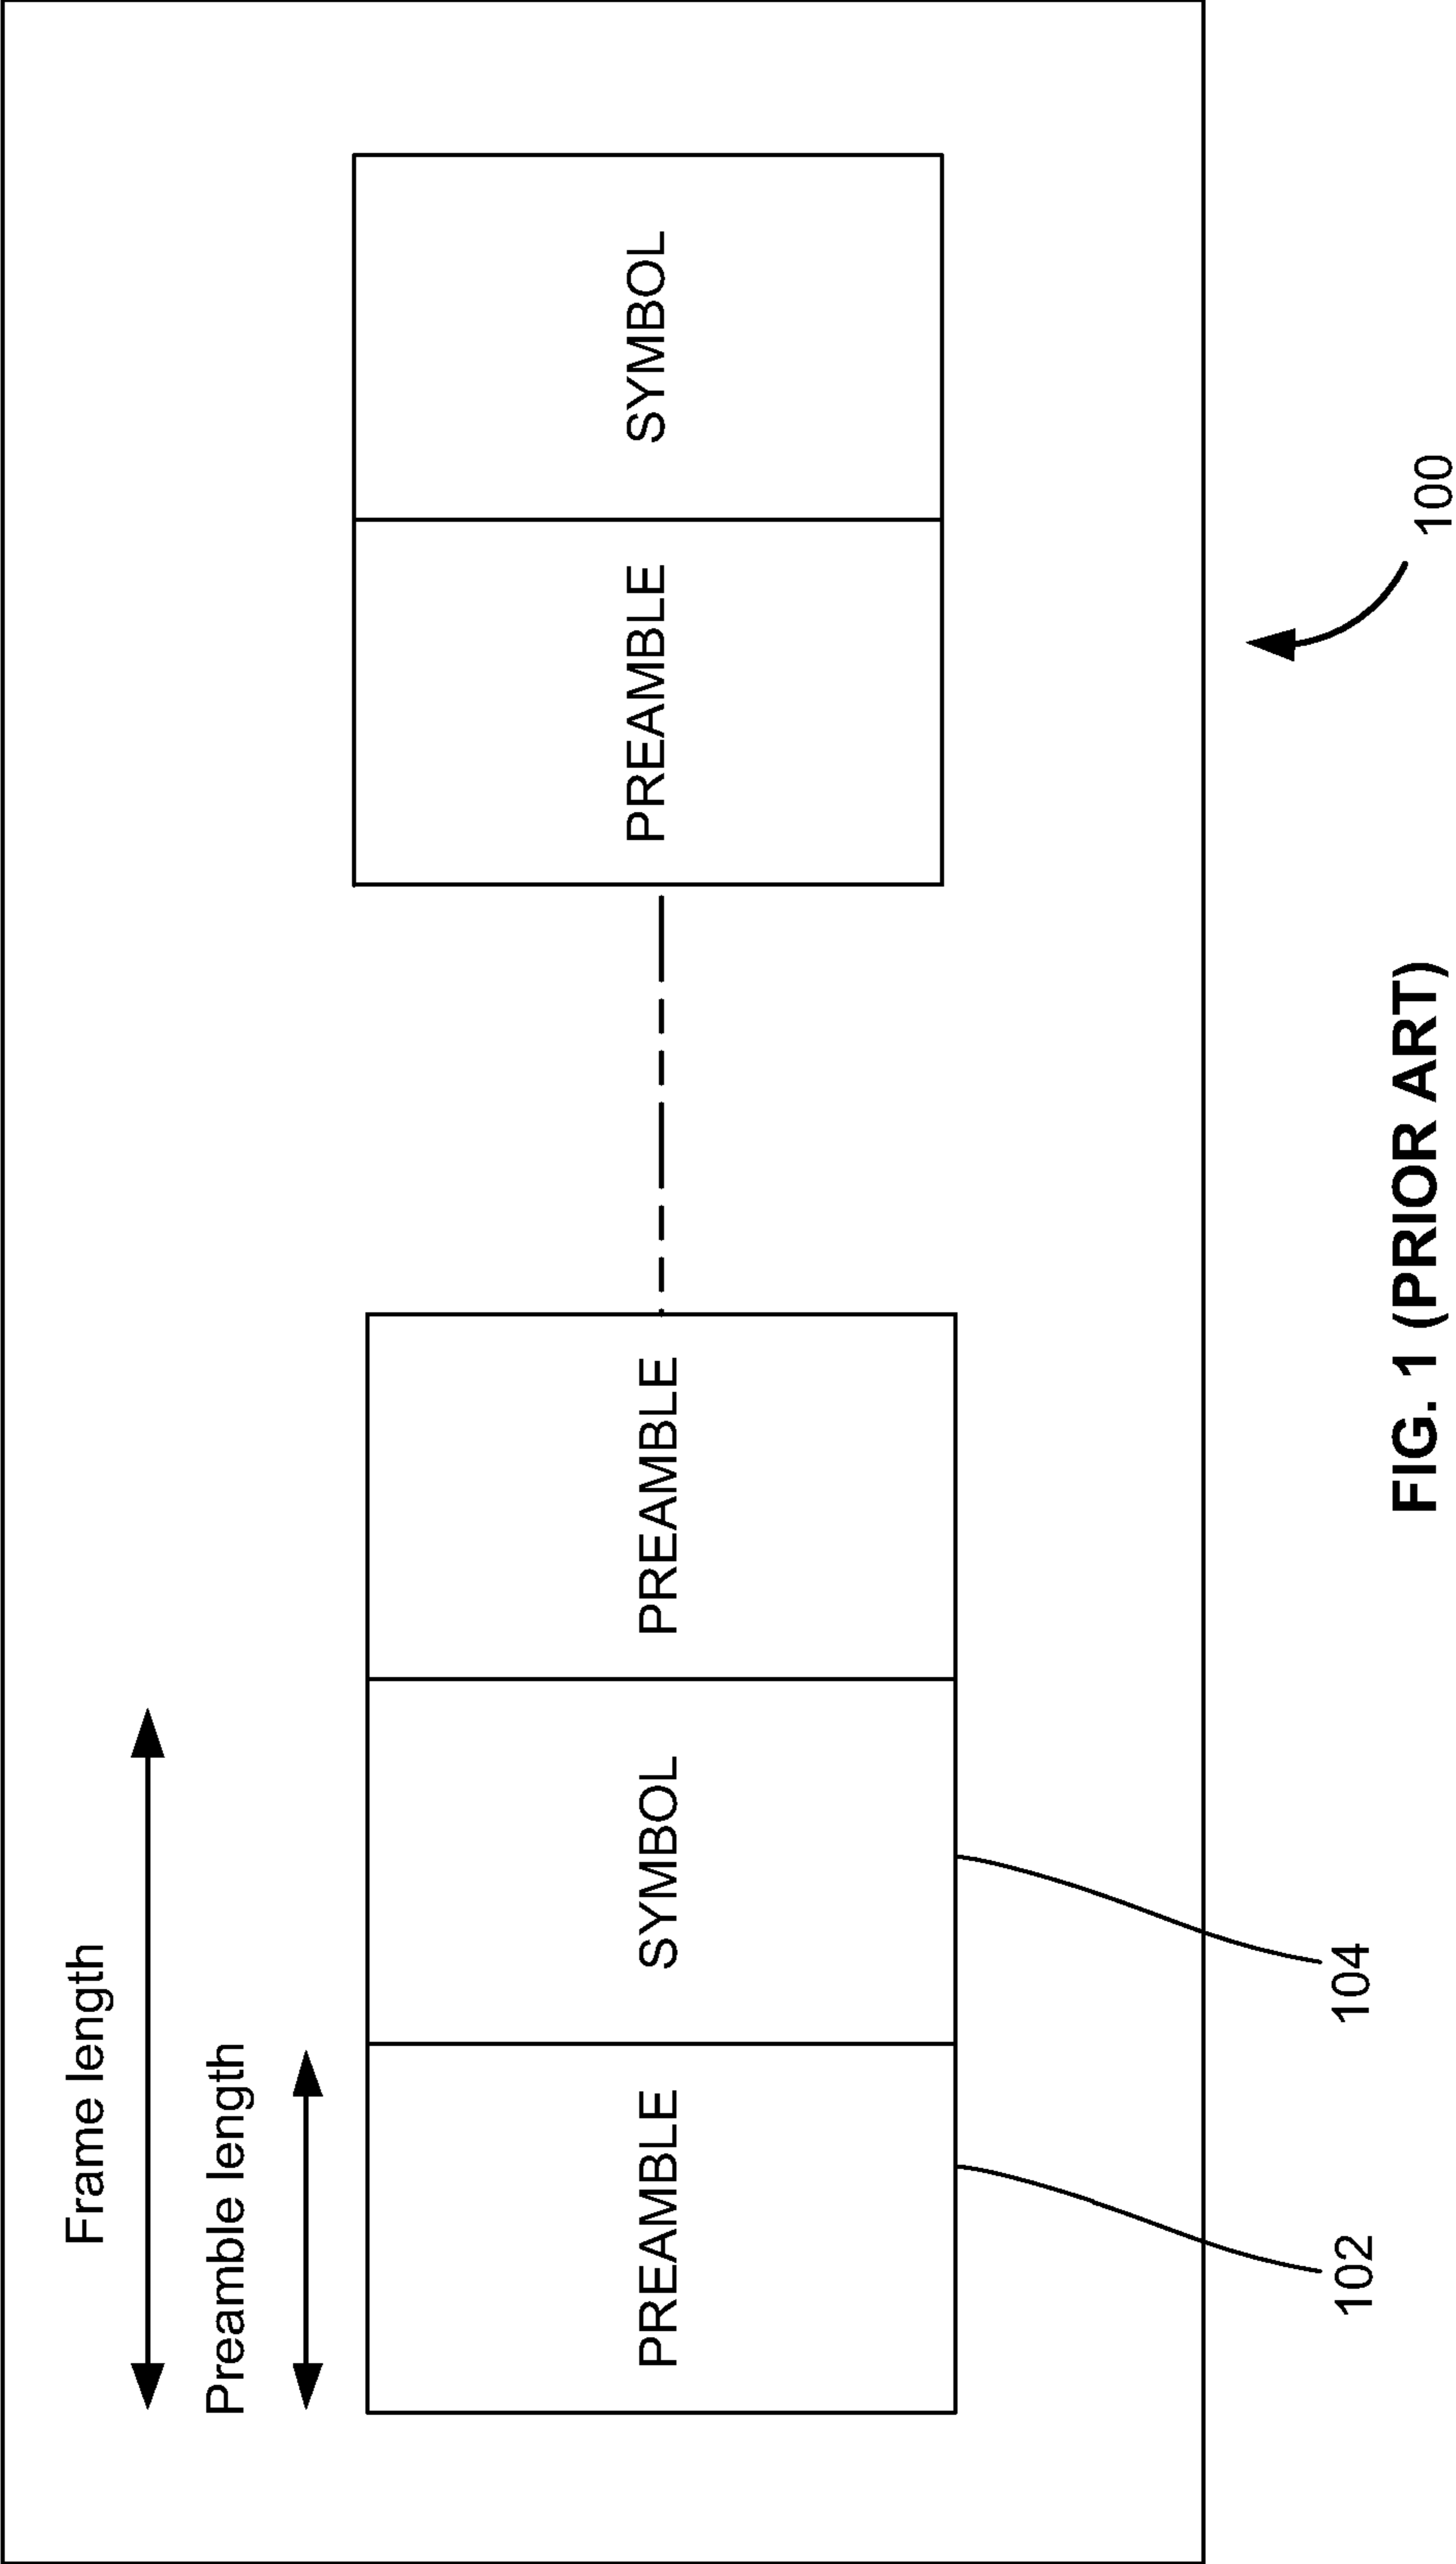 Frame length
Preamble length
PREAMBLE
SYMBOL
PREAMBLE
PREAMBLE
SYMBOL
102
104
100
FIG. 1 (PRIOR ART)